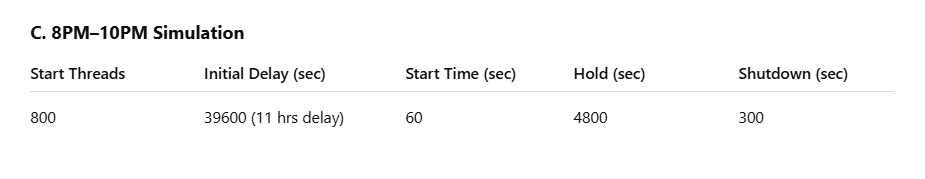 C. 8PM–10PM Simulation
Start Threads Initial Delay (sec) Start Time (sec) Hold (sec) Shutdown (sec)
800 39600 (11 hrs delay) 60 4800 300